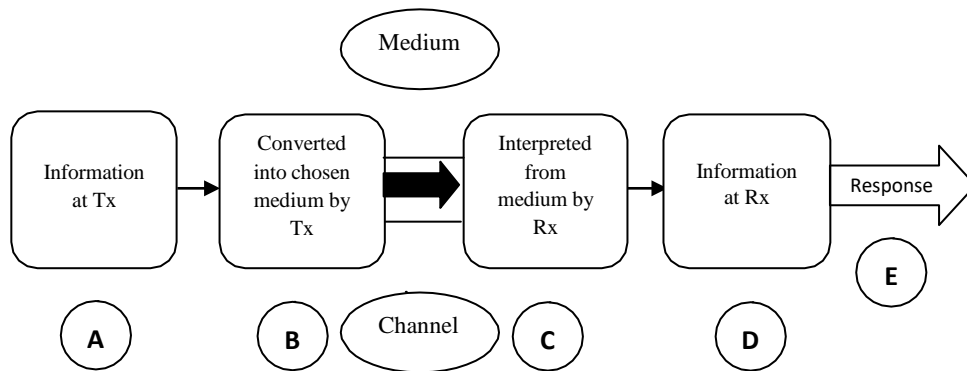 Medium
Information
at Tx
Converted
into chosen
medium by
Tx
Interpreted
from
medium by
Rx
Information
at Rx
Response
A
B
Channel
C
D
E